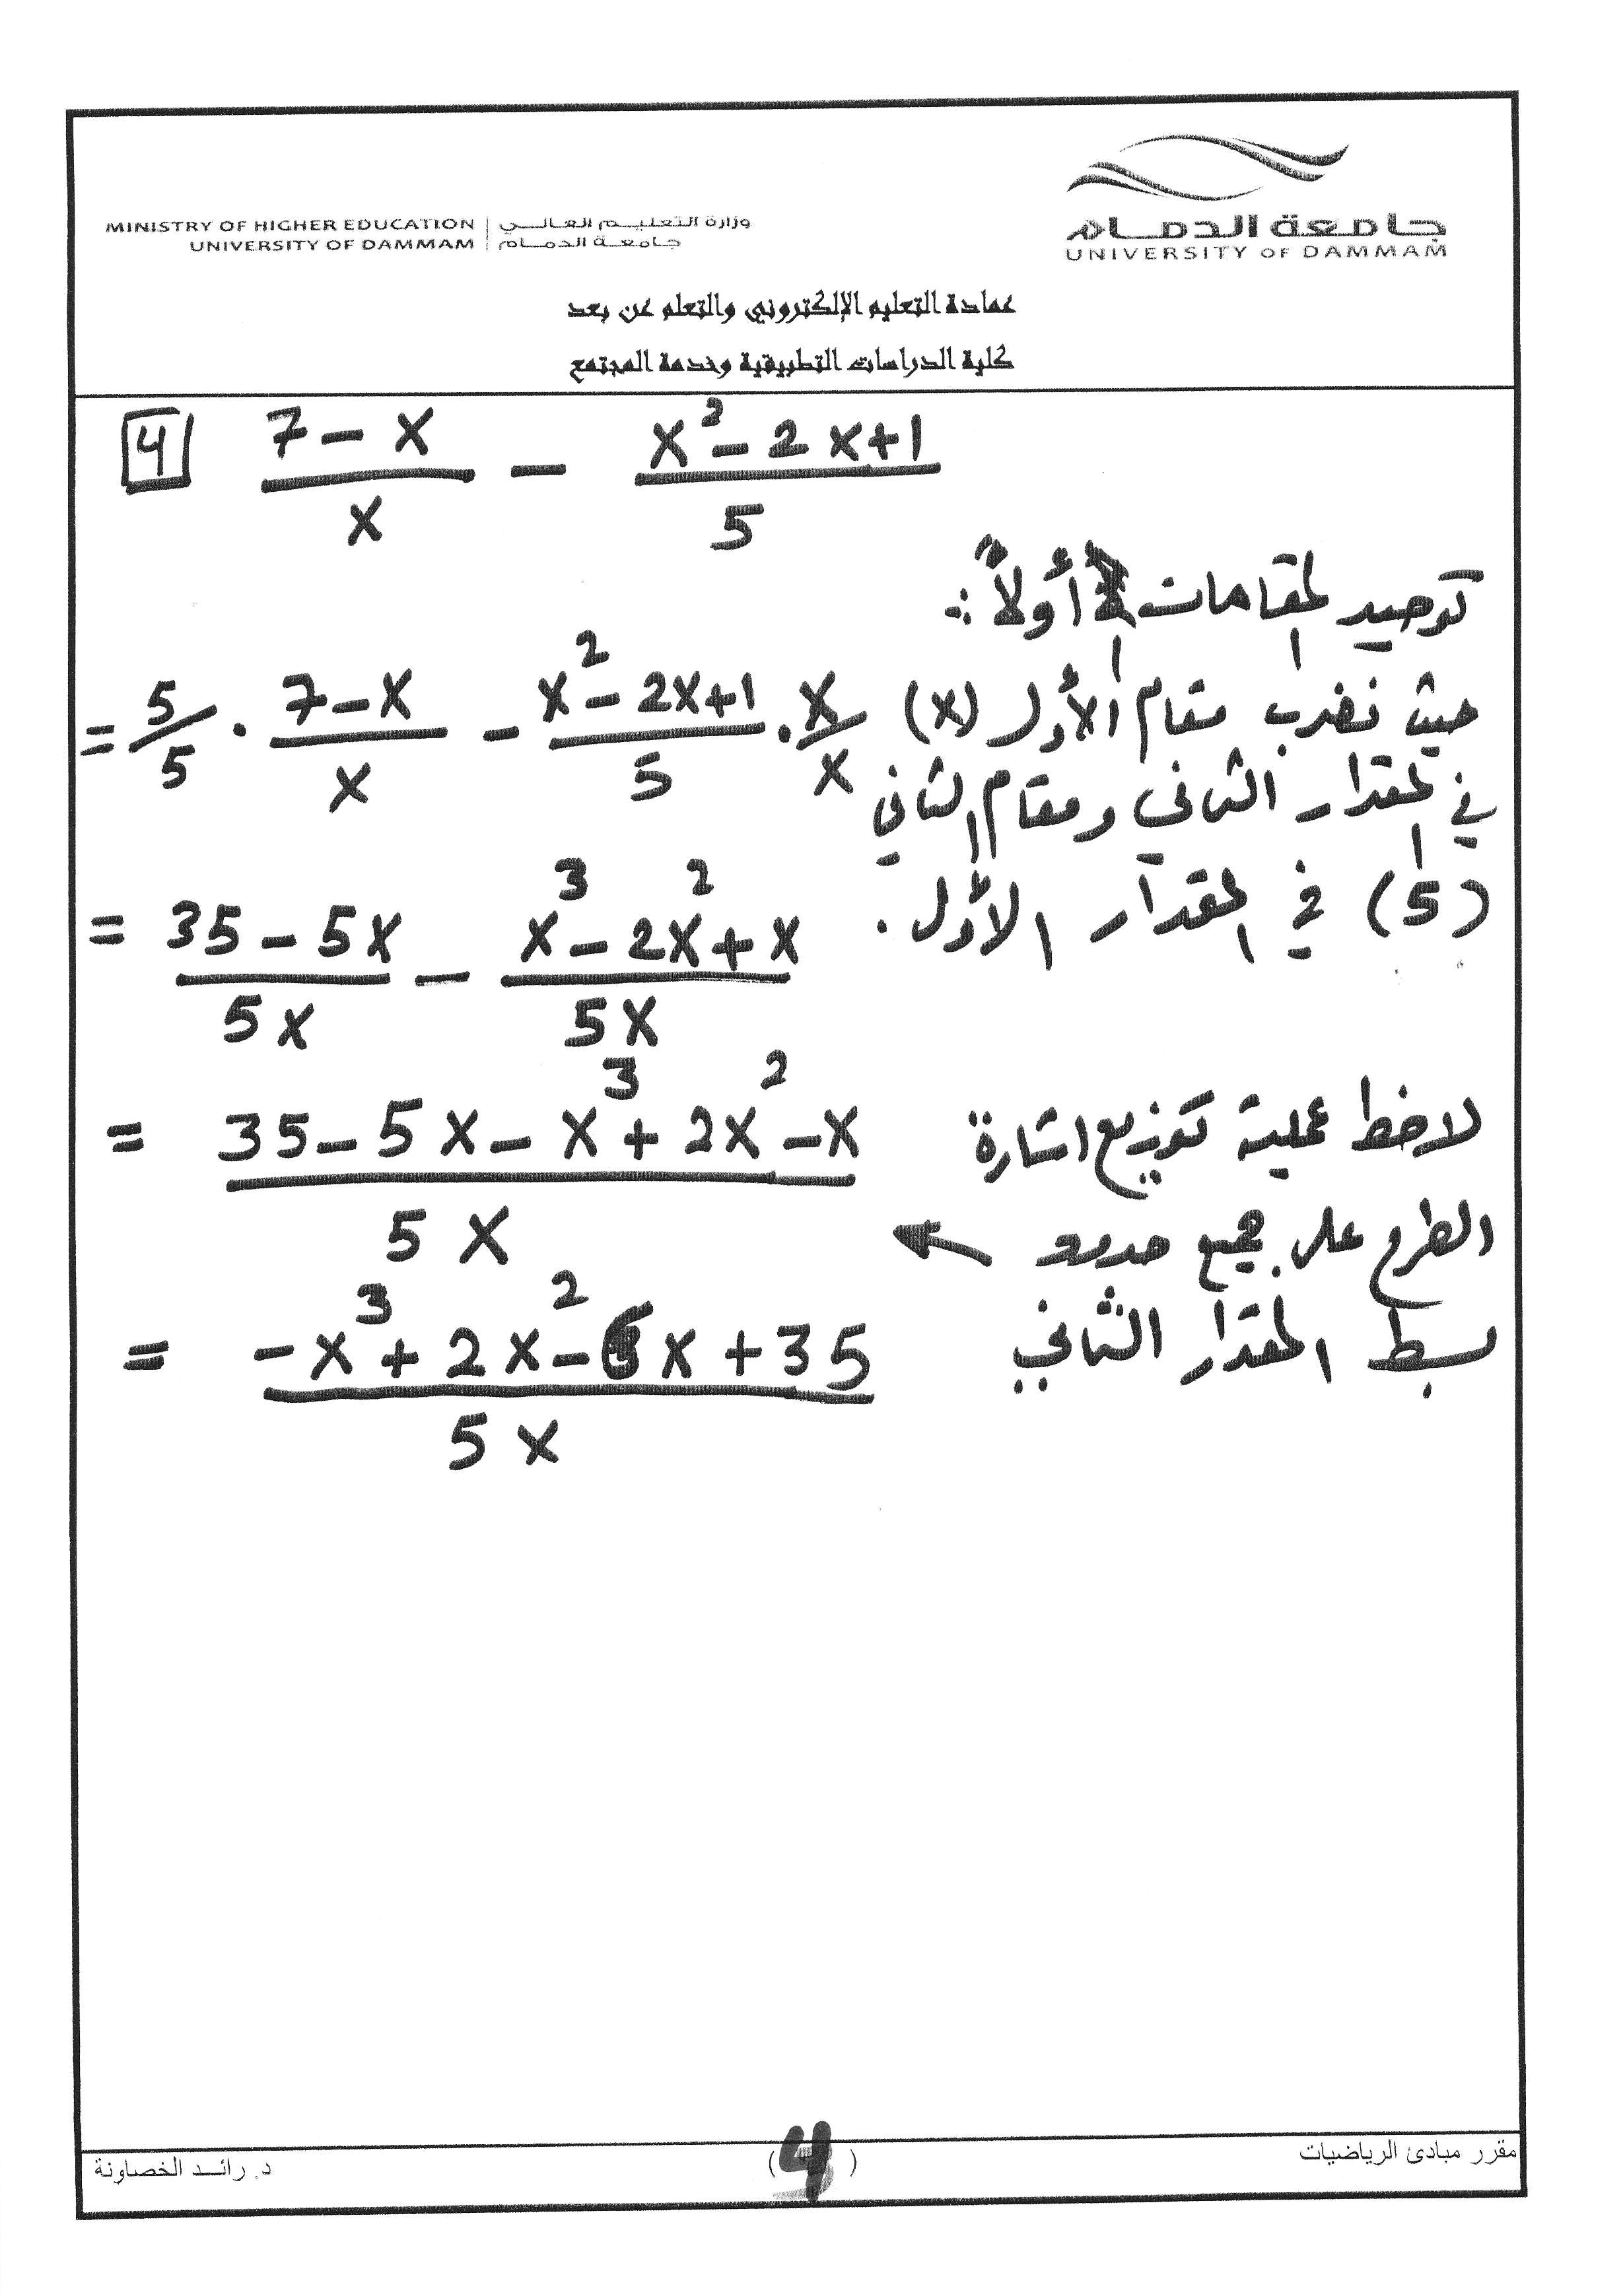 MINISTRY OF HIGHER EDUCATION | وزارة التعليم العالي
UNIVERSITY OF DAMMAM | جامعة الدمام
جامعة الدمام
UNIVERSITY OF DAMMAM
عمادة التعليم الإلكتروني والتعلم عن بعد
كلية الدراسات التطبيقية وخدمة المجتمع
4 (7 - x)/x - (x² - 2x + 1)/5
توحيد المقامات أولاً :-
= 5/5 · (7 - x)/x - (x² - 2x + 1)/5 · x/x
حيث نضرب مقام الأول (x)
في المقدار الثاني ومقام الثاني
(5) في المقدار الأول .
= (35 - 5x)/5x - (x³ - 2x² + x)/5x
= (35 - 5x - x³ + 2x² - x)/5x
لاحظ عملية توزيع اشارة
الطرح على جميع حدود ←
بسط المقدار الثاني
= (-x³ + 2x² - 6x + 35)/5x
مقرر مبادئ الرياضيات
( 4 )
د. رائد الخصاونة